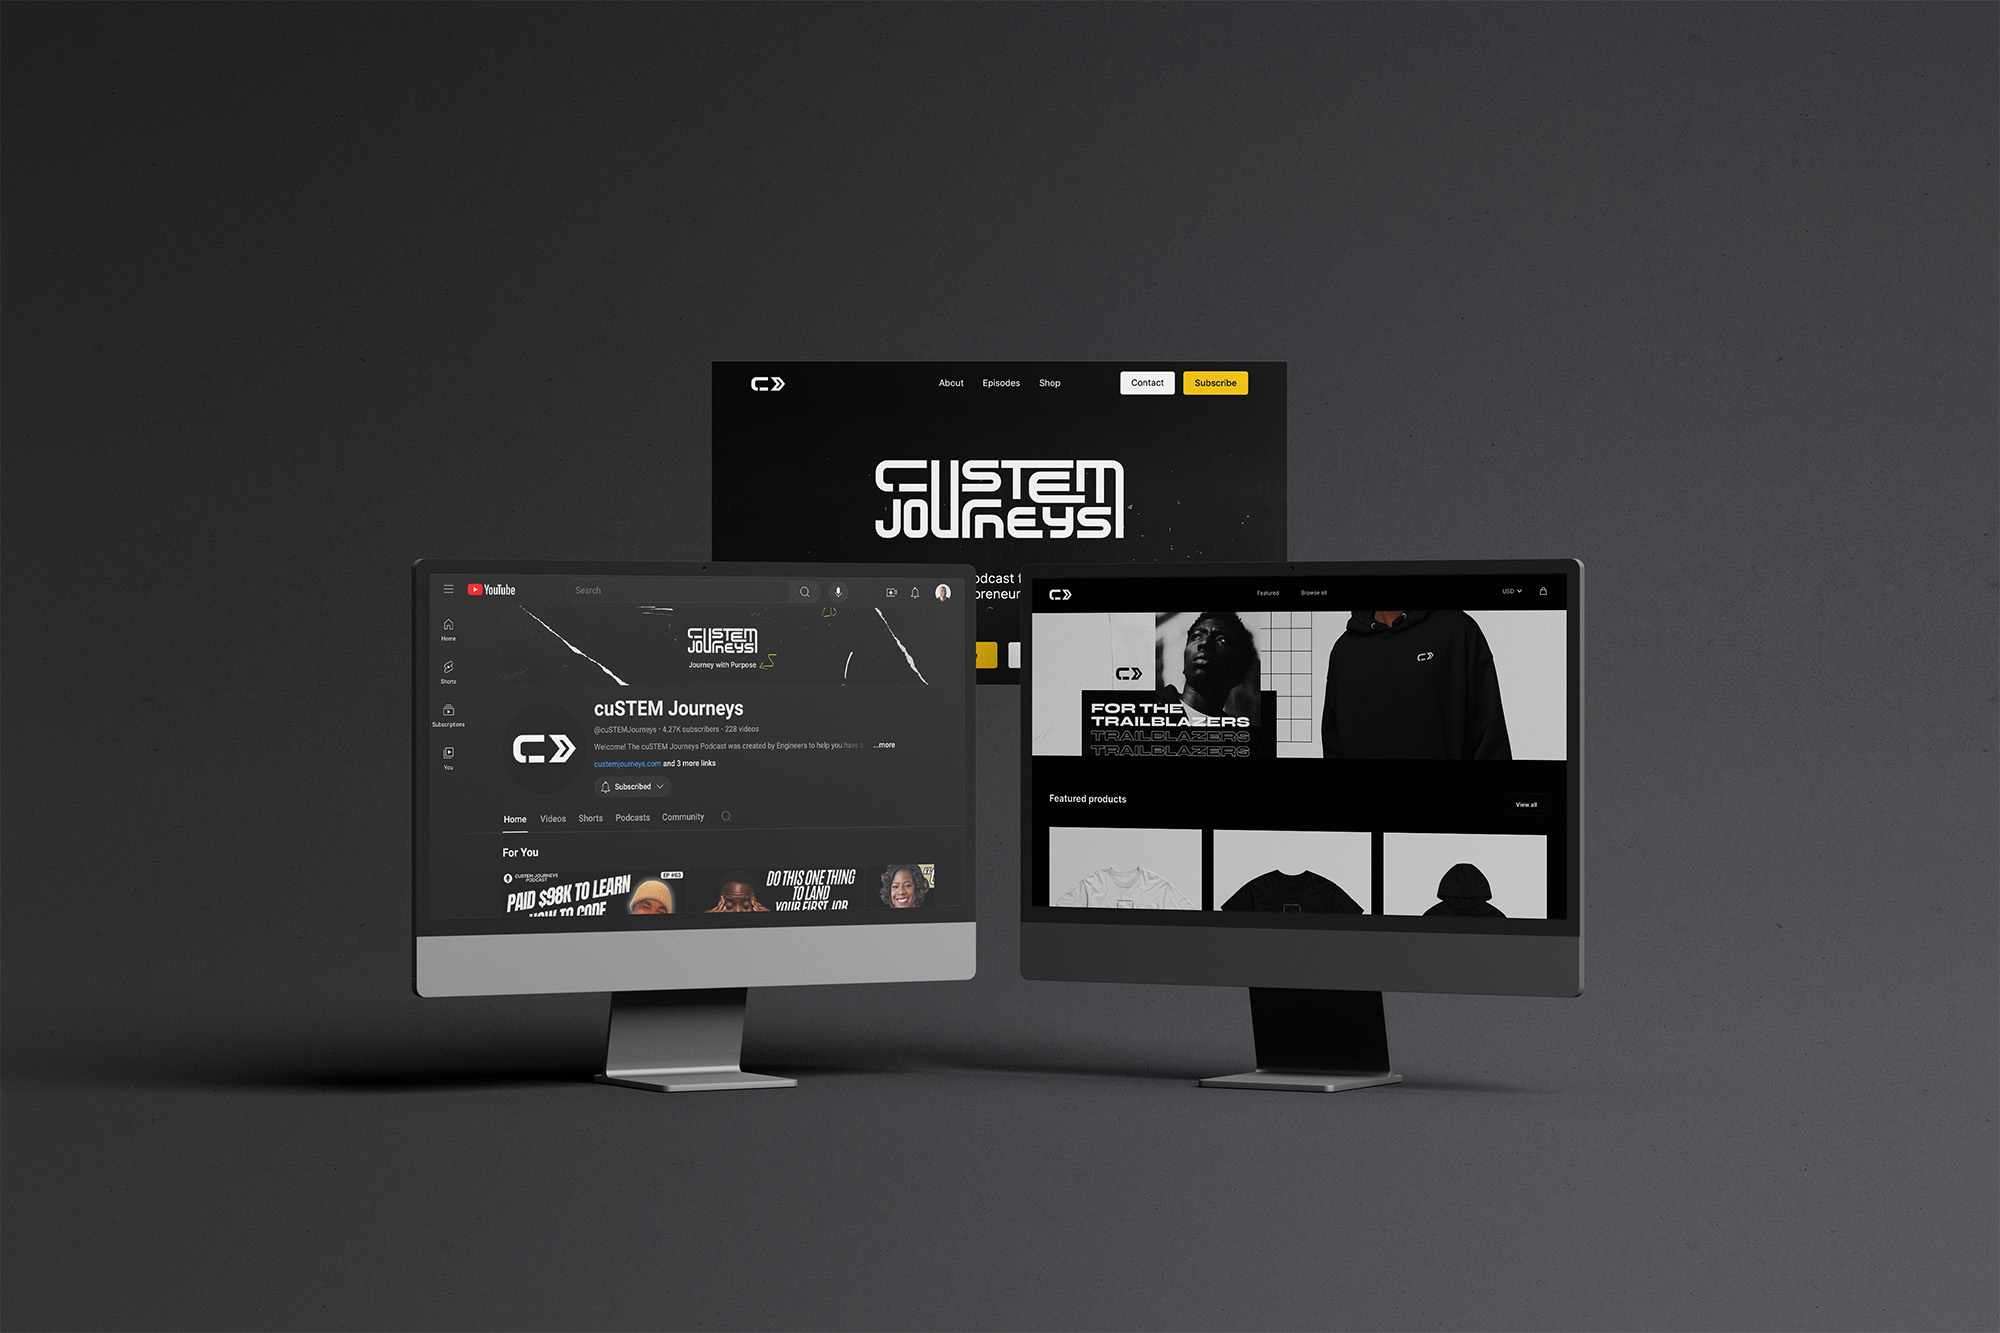 About Episodes Shop Contact Subscribe
CUSTEM
JOURNEYS
odcast f
preneur
YouTube Search
CUSTEM
JOURNEYS
Journey with Purpose
Home
Shorts
Subscriptions
You
cuSTEM Journeys
@cuSTEMJourneys · 4.27K subscribers · 228 videos
Welcome! The cuSTEM Journeys Podcast was created by Engineers to help you have a ...more
custemjourneys.com and 3 more links
Subscribed
Home Videos Shorts Podcasts Community
For You
CUSTEM JOURNEYS
PODCAST
EP #63
PAID $98K TO LEARN
HOW TO CODE
DO THIS ONE THING
TO LAND
YOUR FIRST JOB
Featured Browse all USD
FOR THE
TRAILBLAZERS
TRAILBLAZERS
TRAILBLAZERS
Featured products
View all